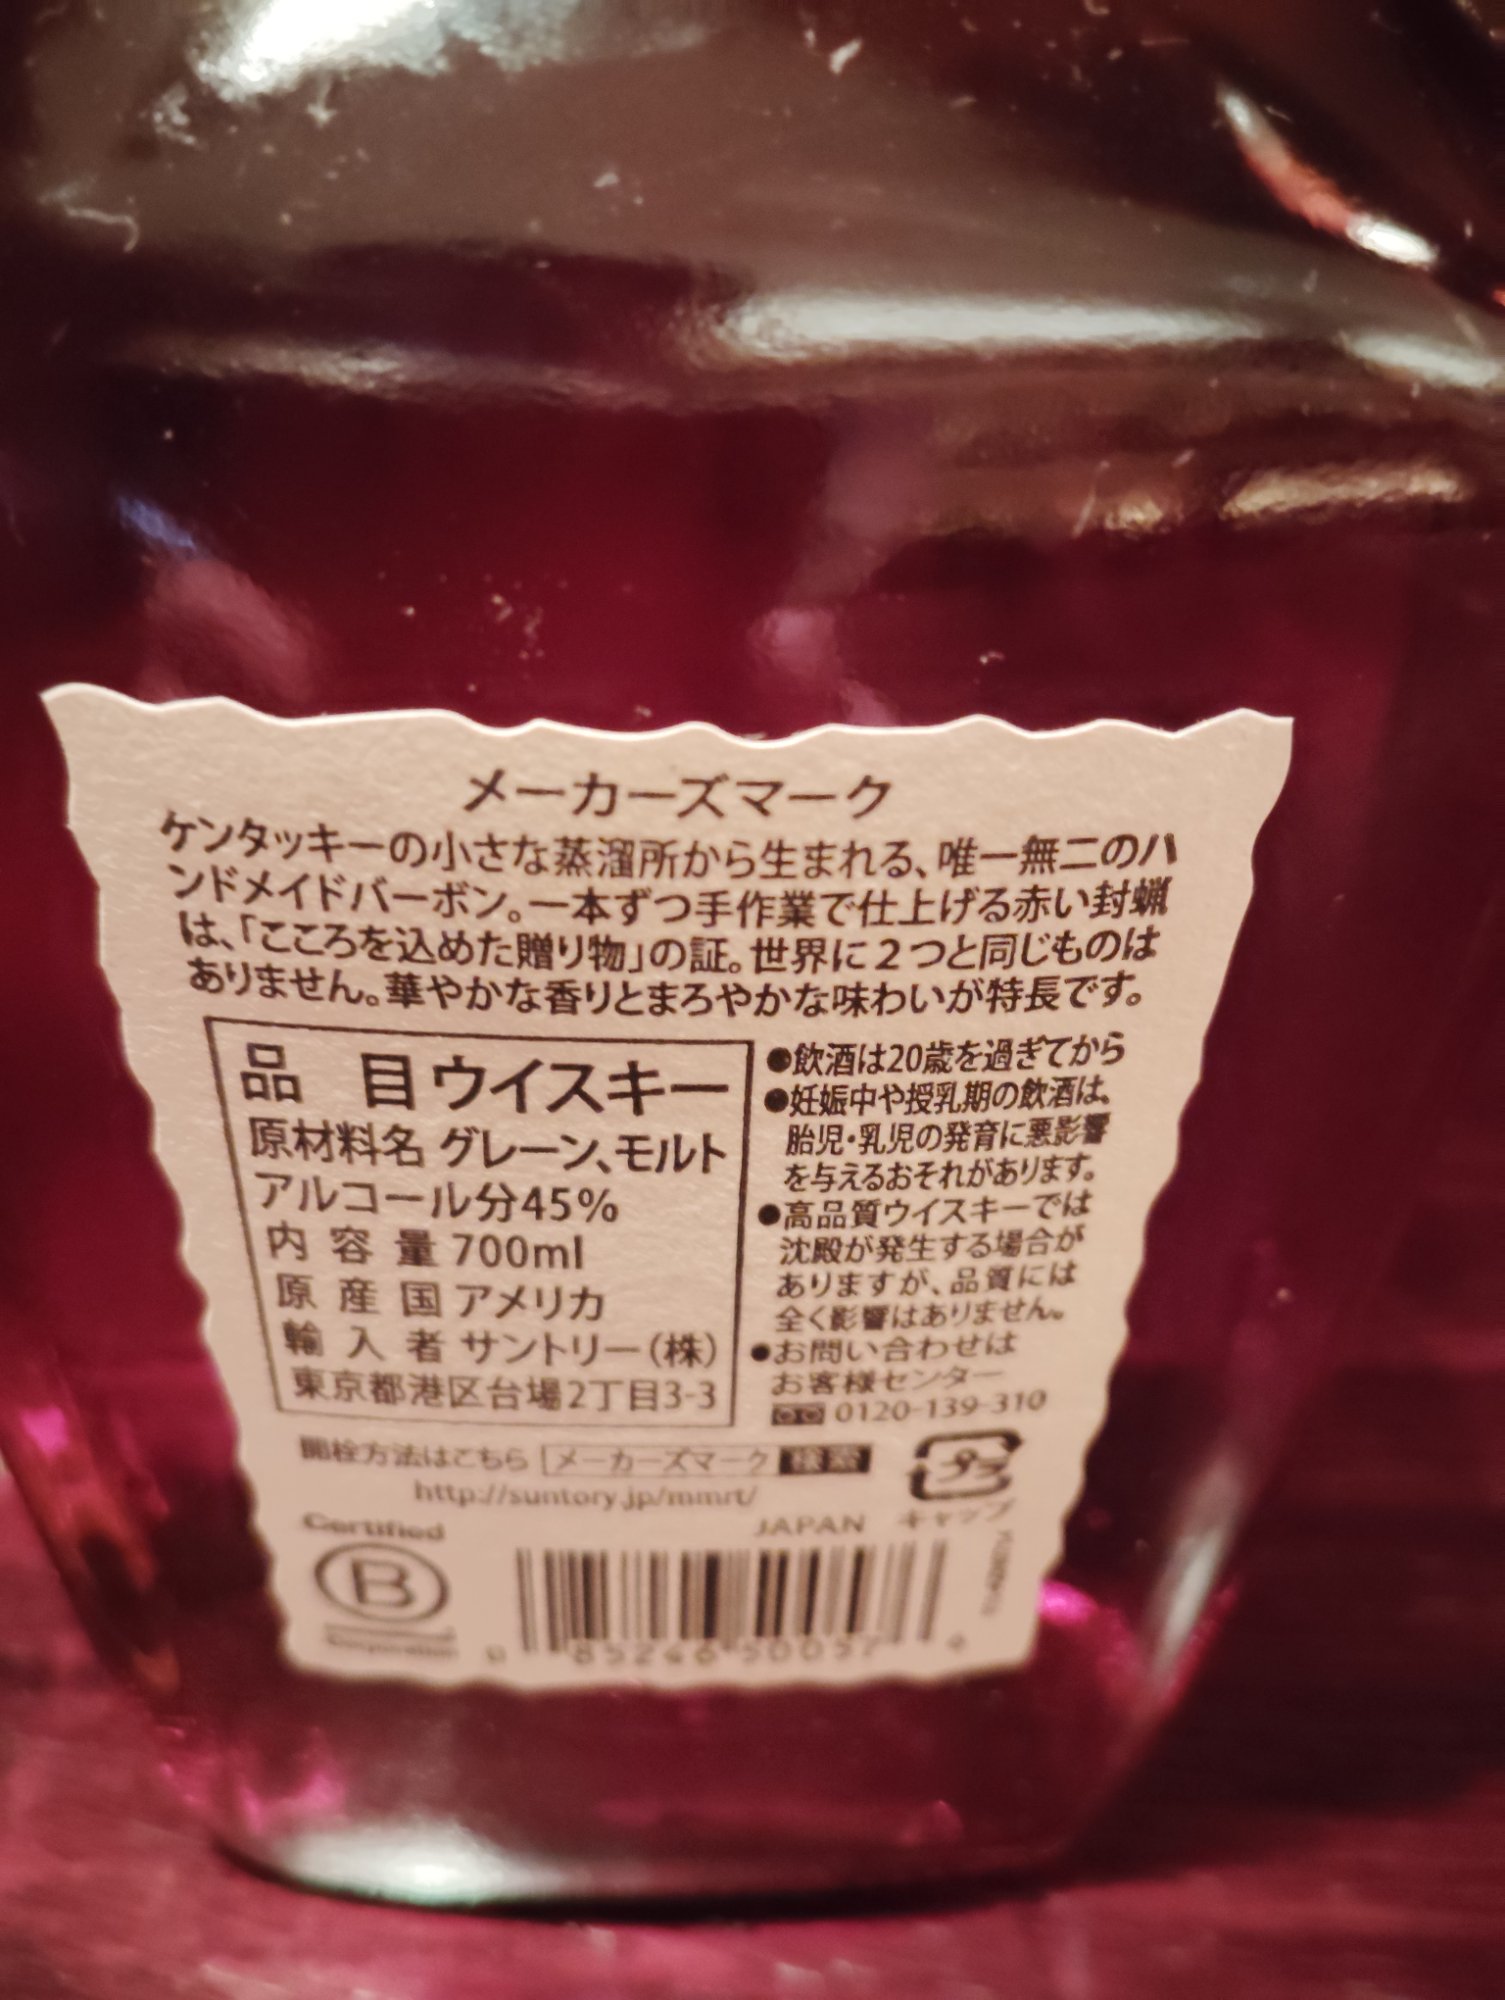 メーカーズマーク
ケンタッキーの小さな蒸溜所から生まれる、唯一無二のハ
ンドメイドバーボン。一本ずつ手作業で仕上げる赤い封蝋
は、「こころを込めた贈り物」の証。世界に2つと同じものは
ありません。華やかな香りとまろやかな味わいが特長です。
品 目 ウイスキー
原材料名 グレーン、モルト
アルコール分45%
内 容 量 700ml
原 産 国 アメリカ
輸 入 者 サントリー(株)
東京都港区台場2丁目3-3
●飲酒は20歳を過ぎてから
●妊娠中や授乳期の飲酒は、
胎児・乳児の発育に悪影響
を与えるおそれがあります。
●高品質ウイスキーでは
沈殿が発生する場合が
ありますが、品質には
全く影響はありません。
●お問い合わせは
お客様センター
0120-139-310
開栓方法はこちら メーカーズマーク 検索
http://suntory.jp/mmrt/
プラ
キャップ
JAPAN
Certified
B
Corporation